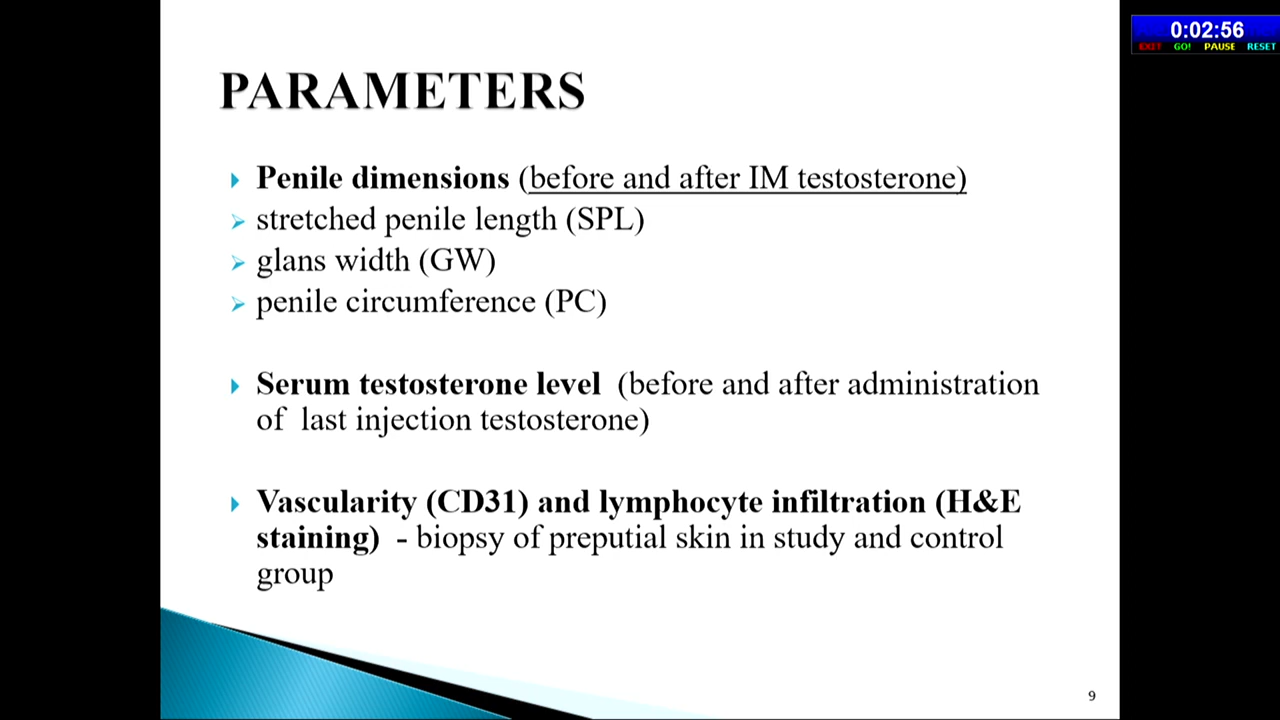 0:02:56
EXIT GO! PAUSE RESET
PARAMETERS
Penile dimensions (before and after IM testosterone)
stretched penile length (SPL)
glans width (GW)
penile circumference (PC)
Serum testosterone level (before and after administration
of last injection testosterone)
Vascularity (CD31) and lymphocyte infiltration (H&E
staining) - biopsy of preputial skin in study and control
group
9